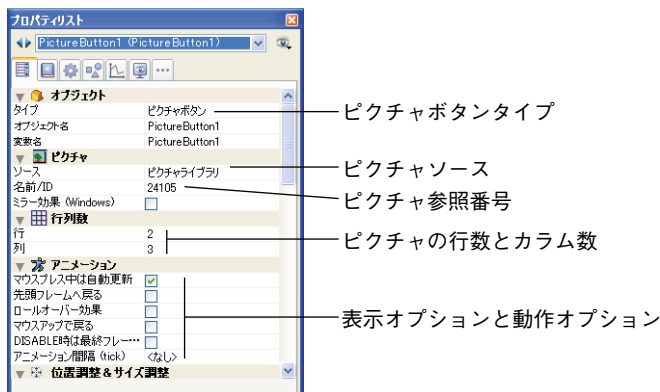 プロパティリスト
PictureButton1 (PictureButton1)
オブジェクト
タイプ ピクチャボタン
オブジェクト名 PictureButton1
変数名 PictureButton1
ピクチャ
ソース ピクチャライブラリ
名前/ID 24105
ミラー効果 (Windows)
行列数
行 2
列 3
アニメーション
マウスプレス中は自動更新
先頭フレームへ戻る
ロールオーバー効果
マウスアップで戻る
DISABLE時は最終フレー…
アニメーション間隔 (tick) <なし>
位置調整&サイズ調整
ピクチャボタンタイプ
ピクチャソース
ピクチャ参照番号
ピクチャの行数とカラム数
表示オプションと動作オプション